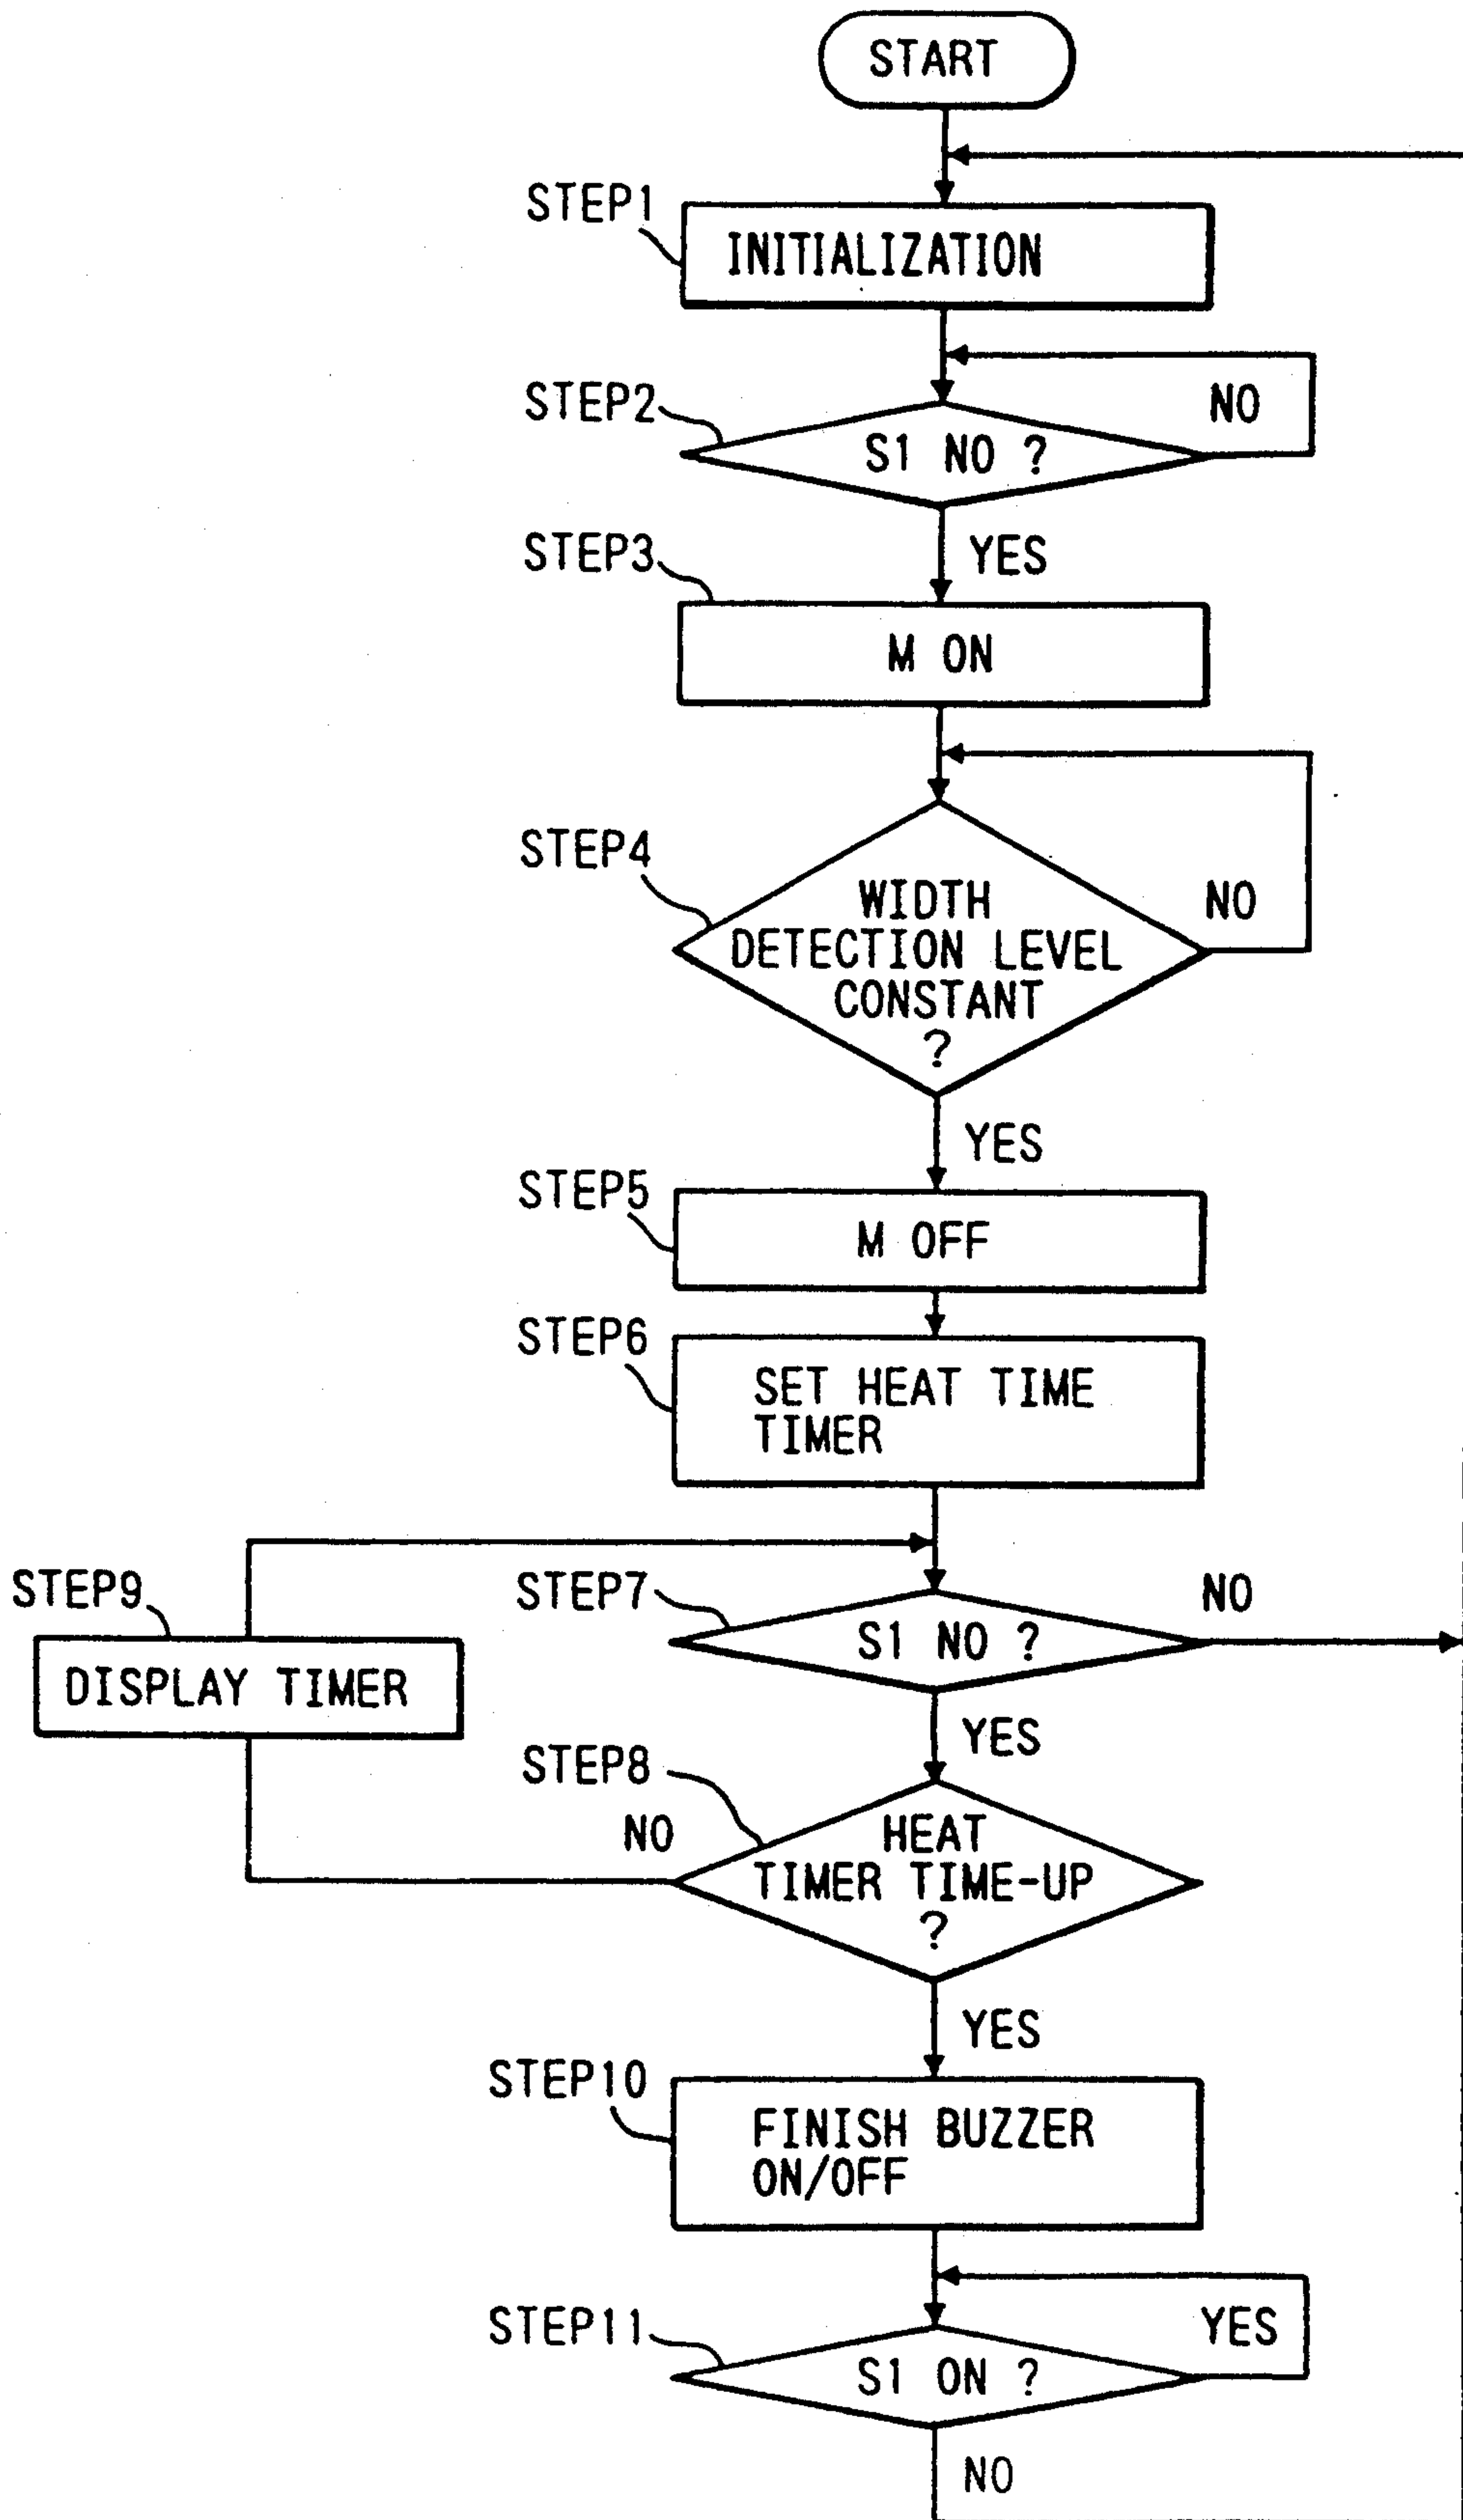 START
STEP1
INITIALIZATION
STEP2
NO
S1 NO ?
STEP3
YES
M ON
STEP4
WIDTH
NO
DETECTION LEVEL
CONSTANT
?
YES
STEP5
M OFF
STEP6
SET HEAT TIME
TIMER
STEP9
STEP7
NO
S1 NO ?
DISPLAY TIMER
YES
STEP8
NO
HEAT
TIMER TIME-UP
?
YES
STEP10
FINISH BUZZER
ON/OFF
STEP11
YES
S1 ON ?
NO